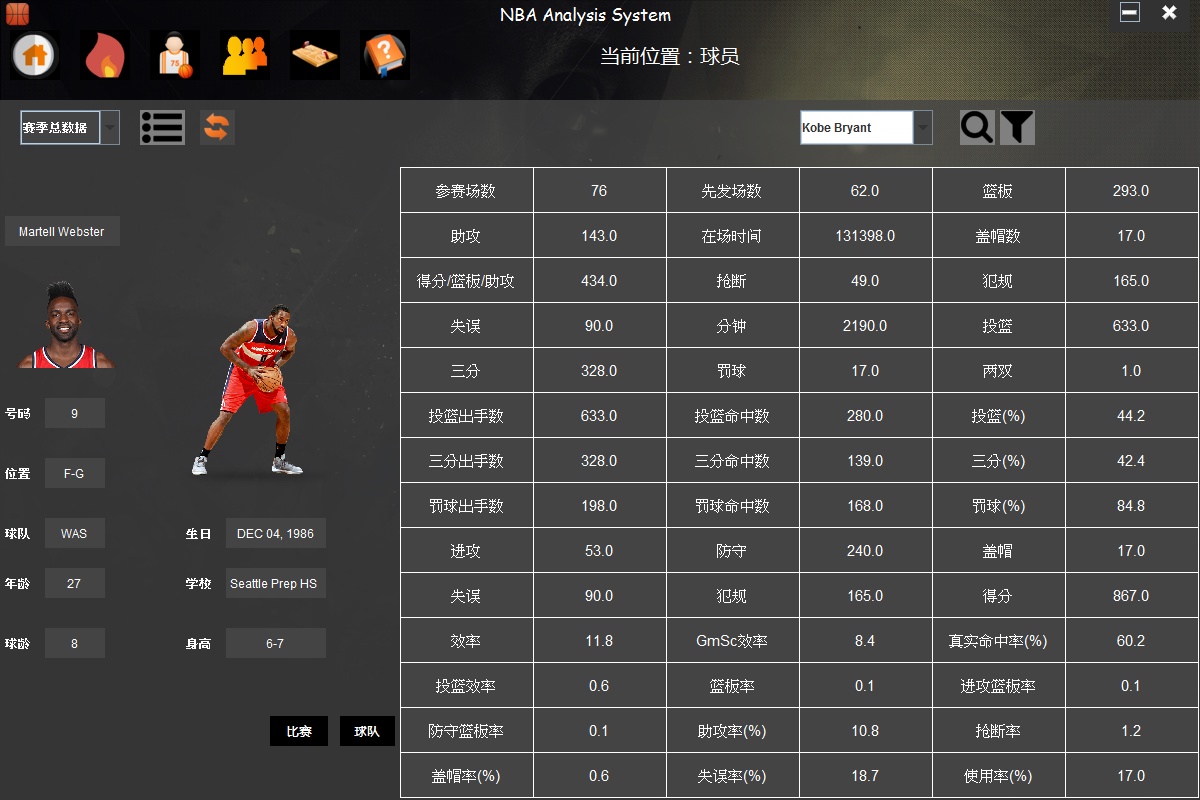 NBA Analysis System
当前位置：球员
75
?
赛季总数据
Kobe Bryant
Martell Webster
号码 9
位置 F-G
球队 WAS 生日 DEC 04, 1986
年龄 27 学校 Seattle Prep HS
球龄 8 身高 6-7
比赛 球队
参赛场数 76 先发场数 62.0 篮板 293.0
助攻 143.0 在场时间 131398.0 盖帽数 17.0
得分/篮板/助攻 434.0 抢断 49.0 犯规 165.0
失误 90.0 分钟 2190.0 投篮 633.0
三分 328.0 罚球 17.0 两双 1.0
投篮出手数 633.0 投篮命中数 280.0 投篮(%) 44.2
三分出手数 328.0 三分命中数 139.0 三分(%) 42.4
罚球出手数 198.0 罚球命中数 168.0 罚球(%) 84.8
进攻 53.0 防守 240.0 盖帽 17.0
失误 90.0 犯规 165.0 得分 867.0
效率 11.8 GmSc效率 8.4 真实命中率(%) 60.2
投篮效率 0.6 篮板率 0.1 进攻篮板率 0.1
防守篮板率 0.1 助攻率(%) 10.8 抢断率 1.2
盖帽率(%) 0.6 失误率(%) 18.7 使用率(%) 17.0